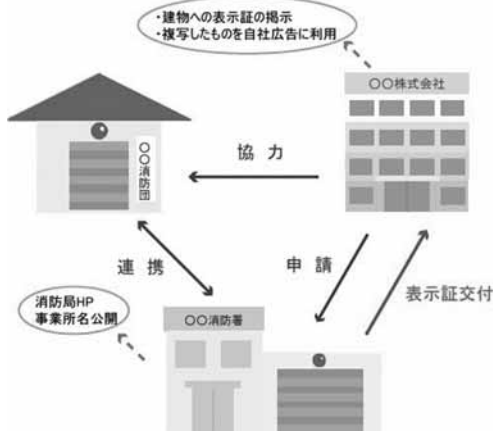 ・建物への表示証の掲示
・複写したものを自社広告に利用
〇〇株式会社
〇〇消防団
協力
連携
申請
表示証交付
消防局HP
事業所名公開
〇〇消防署